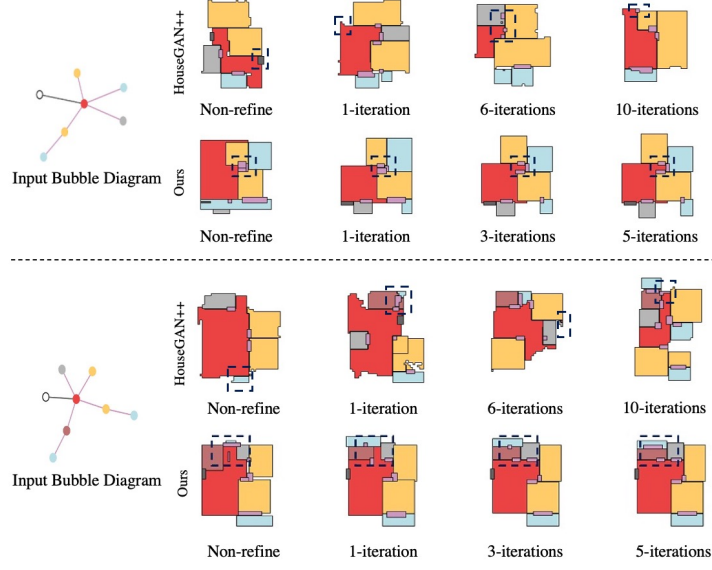 HouseGAN++
Non-refine
1-iteration
6-iterations
10-iterations
Input Bubble Diagram
Ours
Non-refine
1-iteration
3-iterations
5-iterations
HouseGAN++
Non-refine
1-iteration
6-iterations
10-iterations
Input Bubble Diagram
Ours
Non-refine
1-iteration
3-iterations
5-iterations